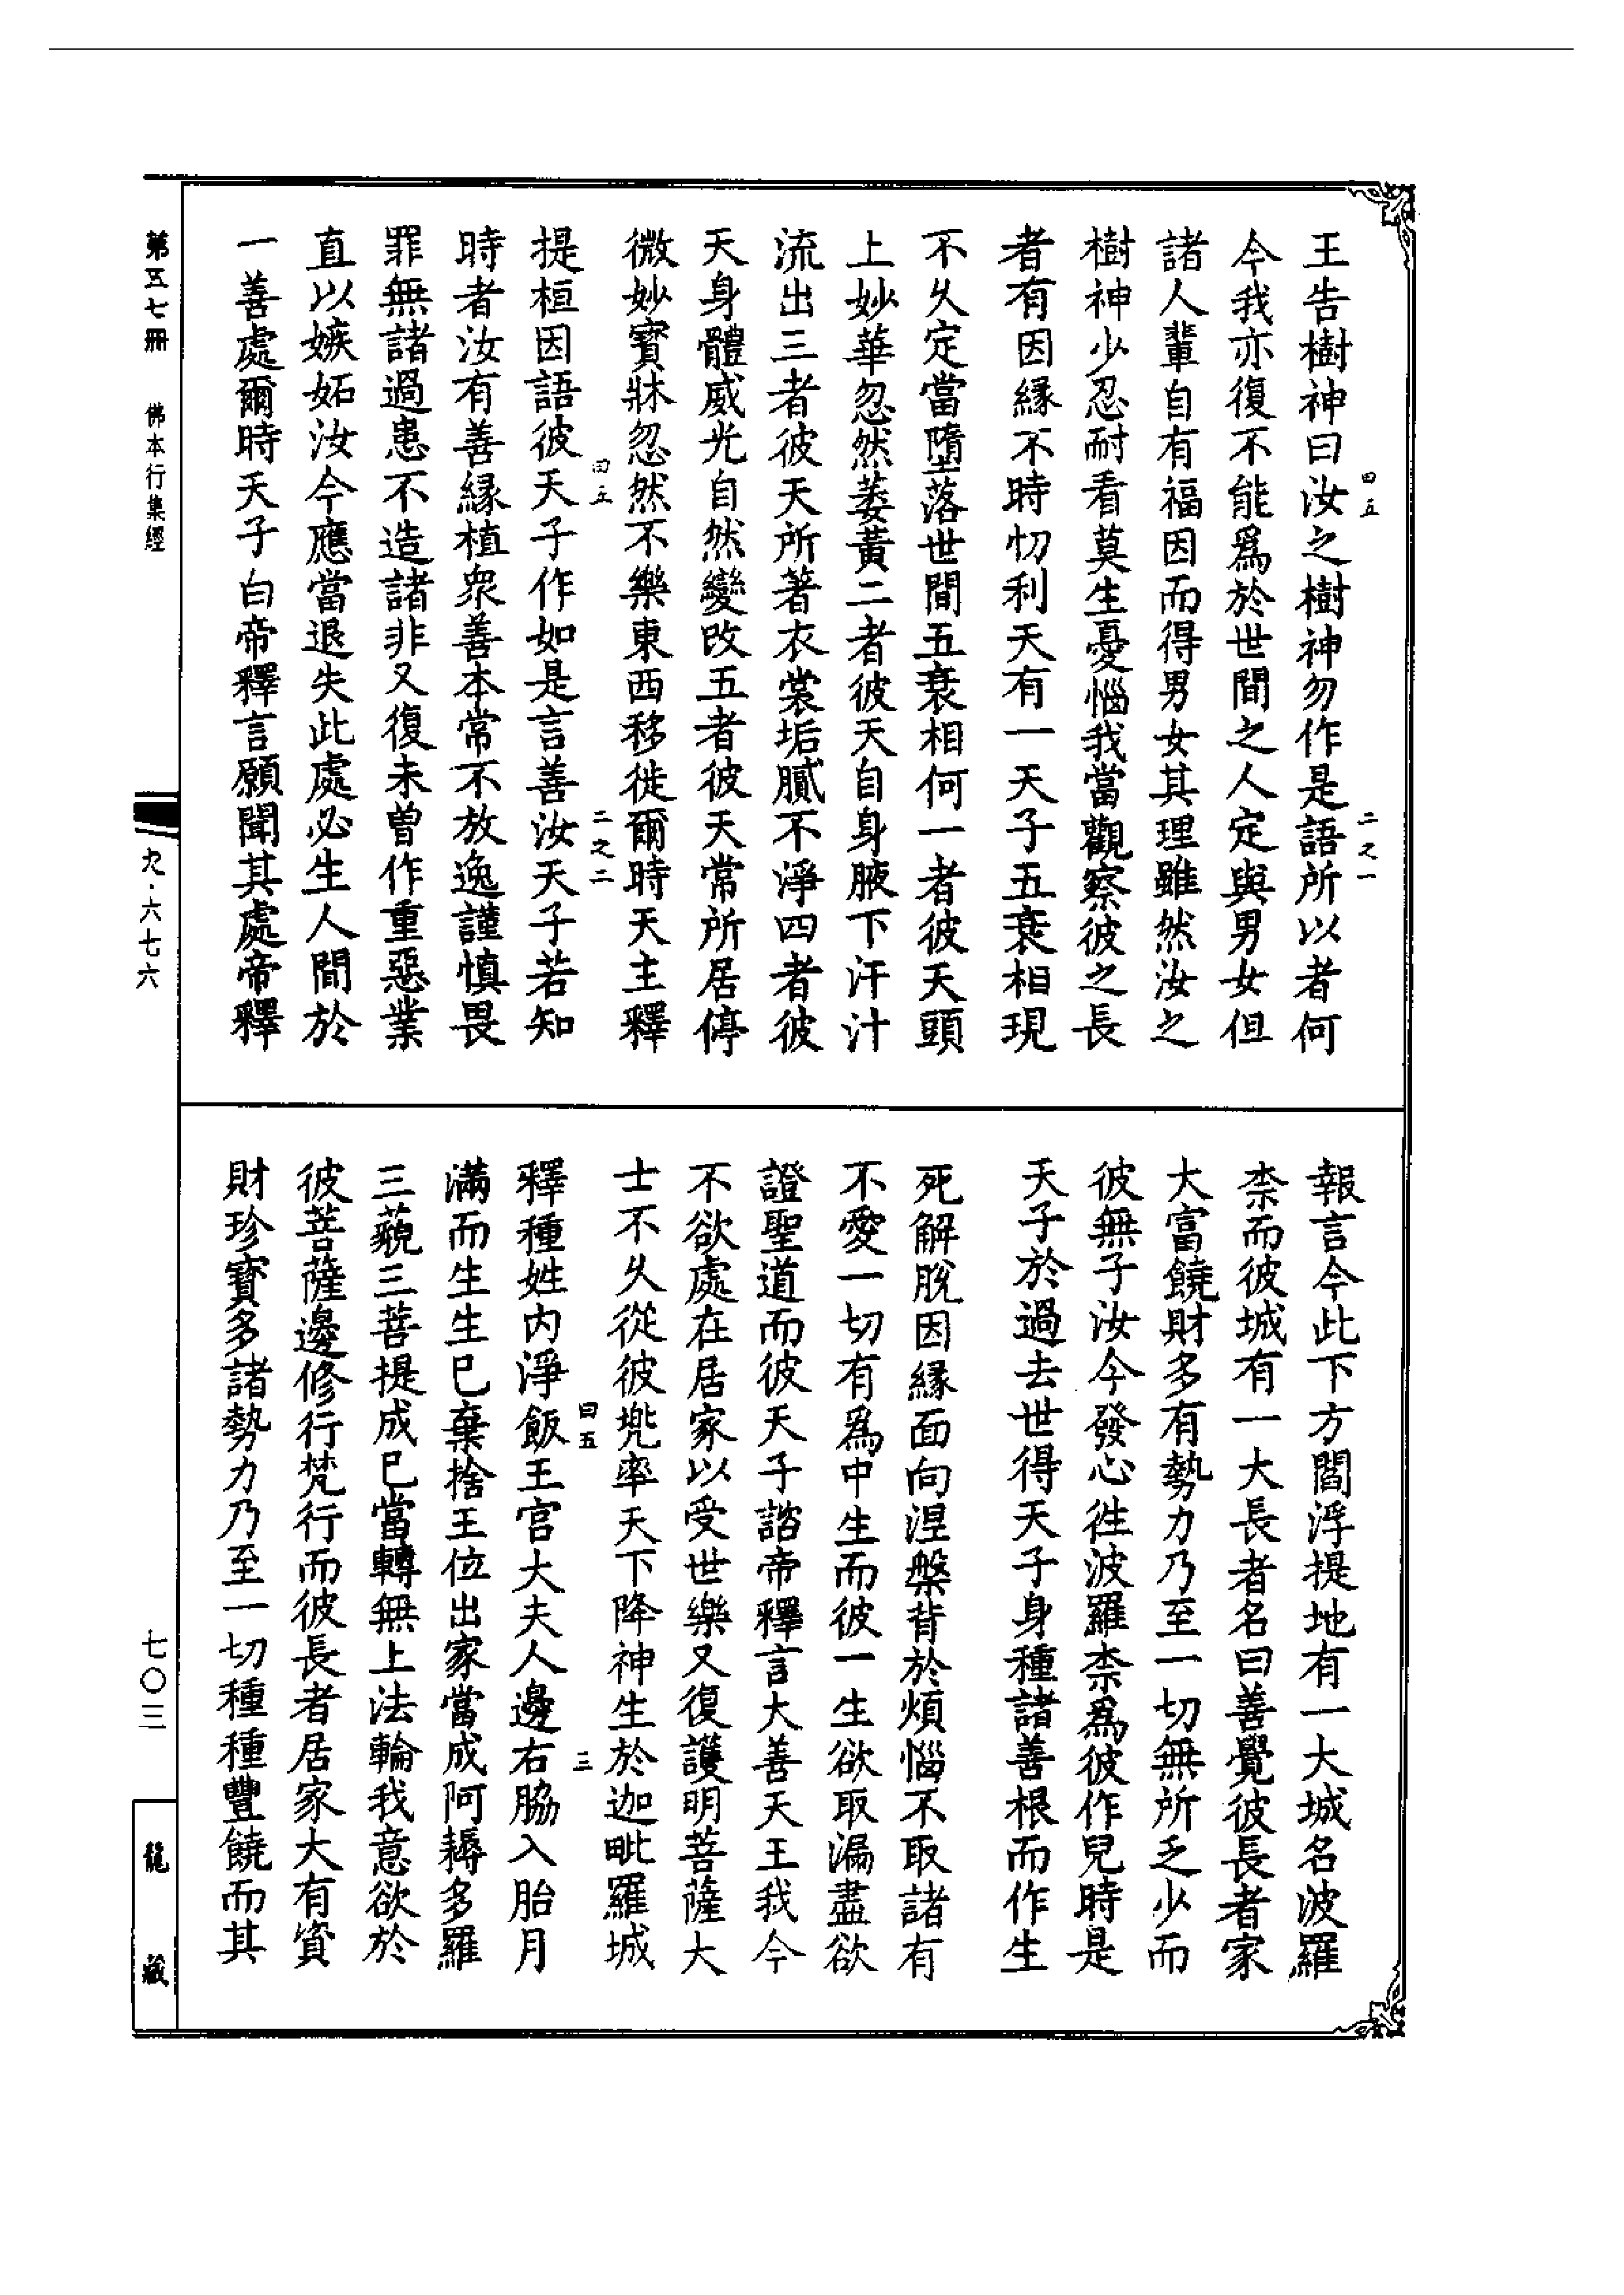 王告樹神曰汝之樹神勿作是語所以者何
今我亦復不能爲於世間之人定與男女但
諸人輩自有福因而得男女其理雖然汝之
樹神少忍耐看莫生憂惱我當觀察彼之長
者有因緣不時忉利天有一天子五衰相現
不久定當墮落世間五衰相何一者彼天頭
上妙華忽然萎黃二者彼天自身腋下汗汁
流出三者彼天所著衣裳垢膩不淨四者彼
天身體威光自然變改五者彼天常所居停
微妙寶牀忽然不樂東西移徙爾時天主釋
提桓因語彼天子作如是言善汝天子若知
時者汝有善緣植衆善本常不放逸謹慎畏
罪無諸過患不造諸非又復未曾作重惡業
直以嫉妬汝今應當退失此處必生人間於
一善處爾時天子白帝釋言願聞其處帝釋
二之一
二之二
報言今此下方閻浮提地有一大城名波羅
柰而彼城有一大長者名曰善覺彼長者家
大富饒財多有勢力乃至一切無所乏少而
彼無子汝今發心往波羅柰爲彼作兒時是
天子於過去世得天子身種諸善根而作生
死解脫因緣面向涅槃背於煩惱不取諸有
不愛一切有爲中生而彼一生欲取漏盡欲
證聖道而彼天子諮帝釋言大善天王我今
不欲處在居家以受世樂又復護明菩薩大
士不久從彼兜率天下降神生於迦毗羅城
釋種姓內淨飯王宫大夫人邊右脇入胎月
滿而生生已棄捨王位出家當成阿耨多羅
三藐三菩提成已當轉無上法輪我意欲於
彼菩薩邊修行梵行而彼長者居家大有資
財珍寶多諸勢力乃至一切種種豐饒而其
曰五
三
第五七冊　佛本行集經
九·六七六
七〇三
龍藏